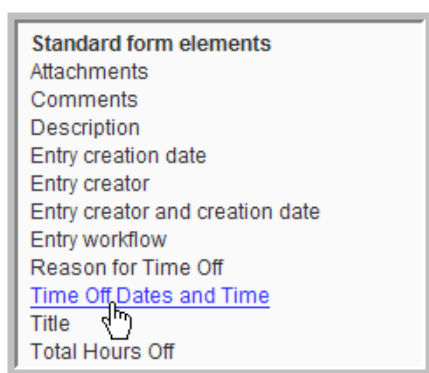 Standard form elements
Attachments
Comments
Description
Entry creation date
Entry creator
Entry creator and creation date
Entry workflow
Reason for Time Off
Time Off Dates and Time
Title
Total Hours Off